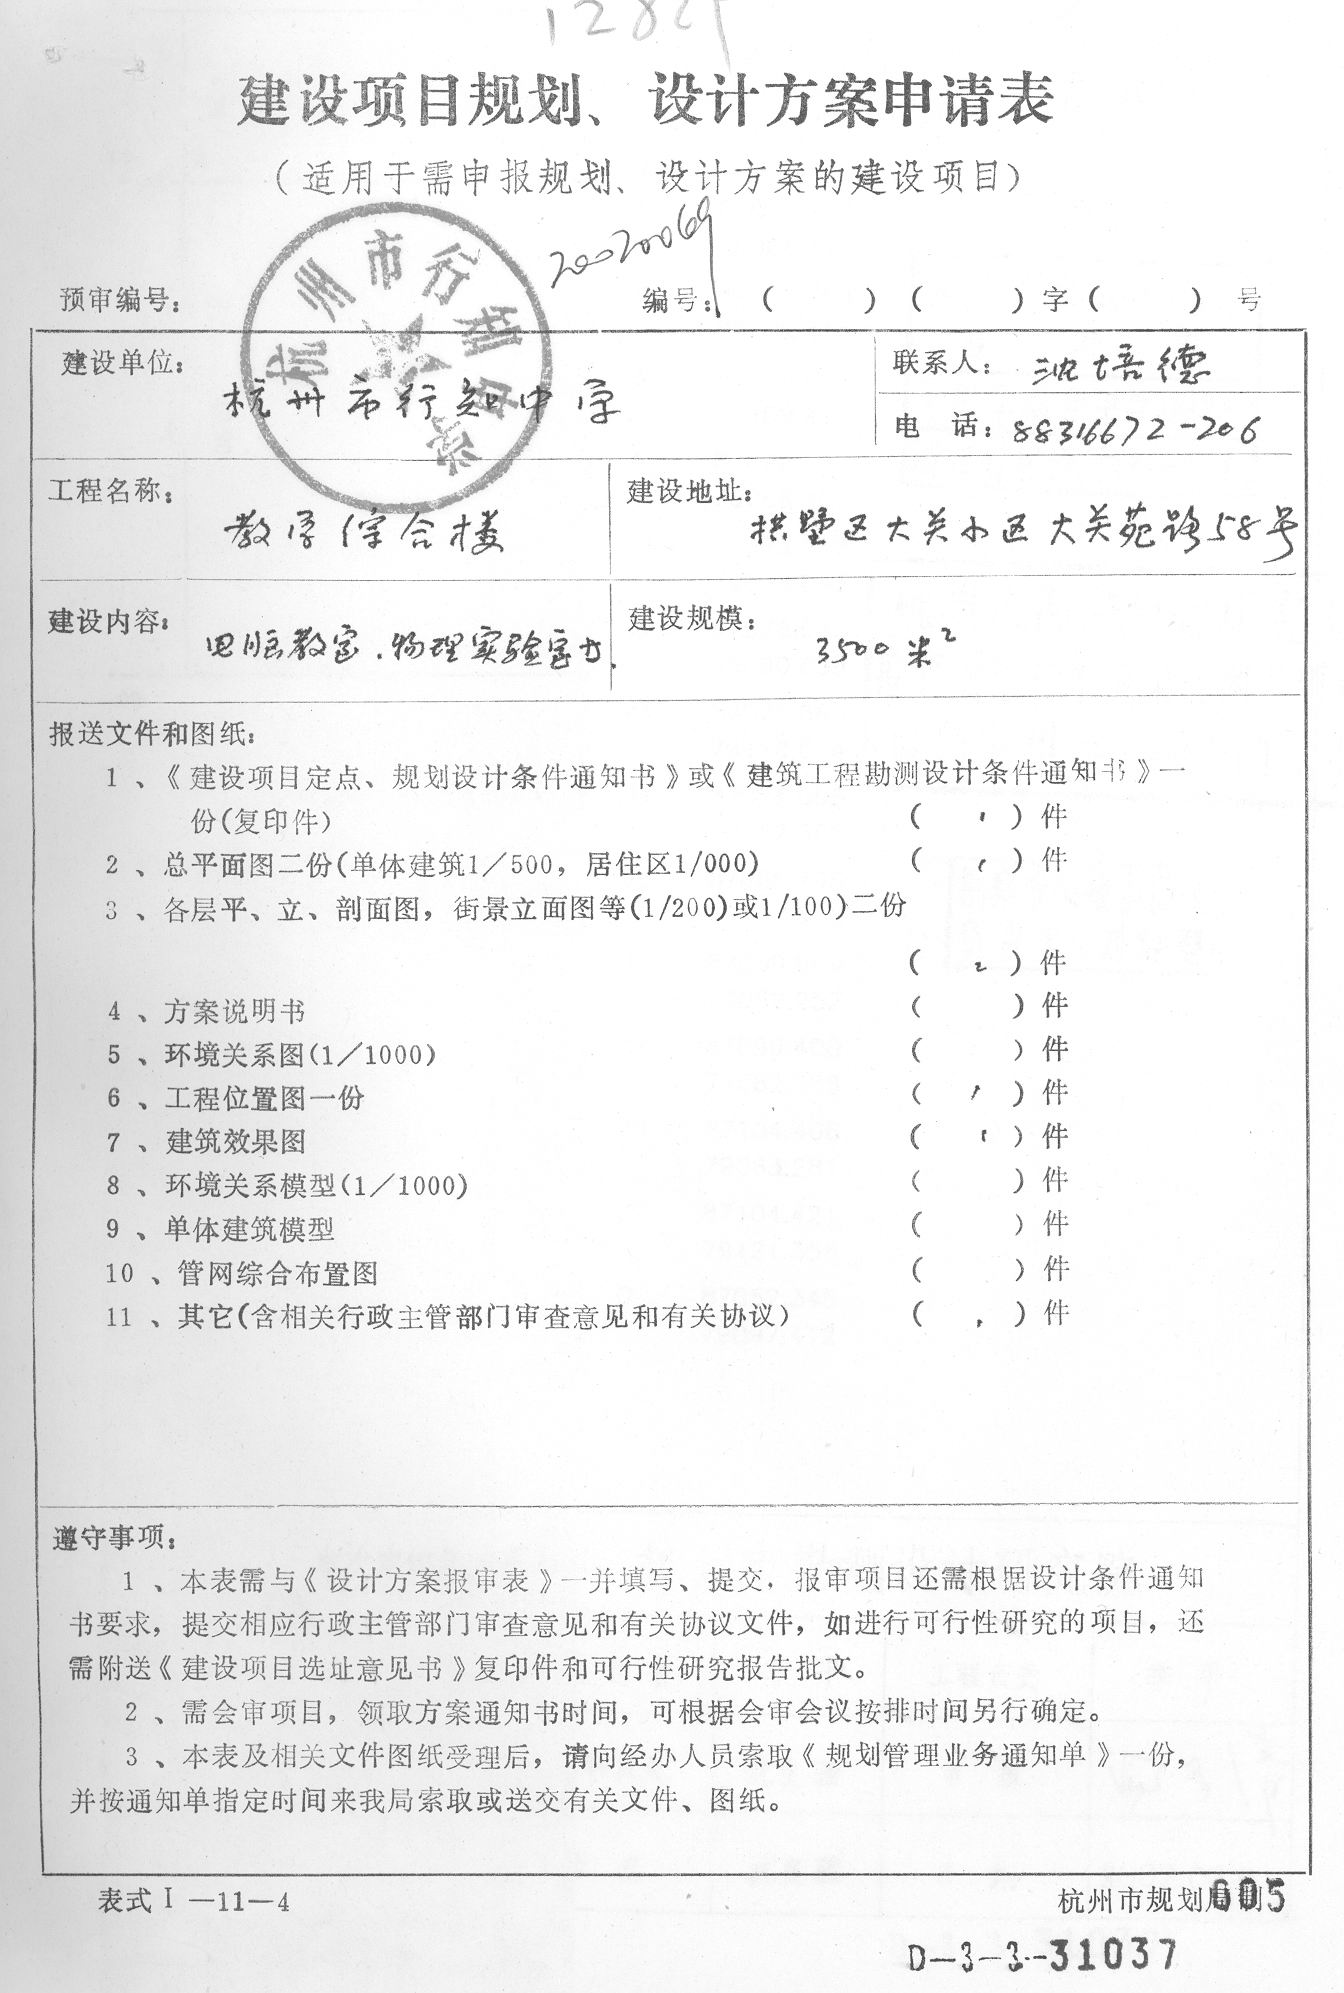 建设项目规划、设计方案申请表
（适用于需申报规划、设计方案的建设项目）
杭州市行知中学
20020069
预审编号： 编号： （ ）（ ）字（ ） 号
建设单位： 杭州市行知中学
联系人： 沈培德
电 话：88316672-206
工程名称： 教学综合楼
建设地址： 拱墅区大关小区大关苑路58号
建设内容： 电脑教室.物理实验室
建设规模： 3500米²
报送文件和图纸：
1、《建设项目定点、规划设计条件通知书》或《建筑工程勘测设计条件通知书》一
份（复印件） （ 1 ）件
2、总平面图二份(单体建筑1/500，居住区1/000) （ 1 ）件
3、各层平、立、剖面图，街景立面图等(1/200)或1/100)二份
（ 2 ）件
4、方案说明书 （ ）件
5、环境关系图(1/1000) （ ）件
6、工程位置图一份 （ 1 ）件
7、建筑效果图 （ 1 ）件
8、环境关系模型(1/1000) （ ）件
9、单体建筑模型 （ ）件
10、管网综合布置图 （ ）件
11、其它(含相关行政主管部门审查意见和有关协议） （ ）件
遵守事项：
1、本表需与《设计方案报审表》一并填写、提交，报审项目还需根据设计条件通知
书要求，提交相应行政主管部门审查意见和有关协议文件，如进行可行性研究的项目，还
需附送《建设项目选址意见书》复印件和可行性研究报告批文。
2、需会审项目，领取方案通知书时间，可根据会审会议按排时间另行确定。
3、本表及相关文件图纸受理后，请向经办人员索取《规划管理业务通知单》一份，
并按通知单指定时间来我局索取或送交有关文件、图纸。
表式Ⅰ—11—4 杭州市规划局制
005
D—3—3—31037